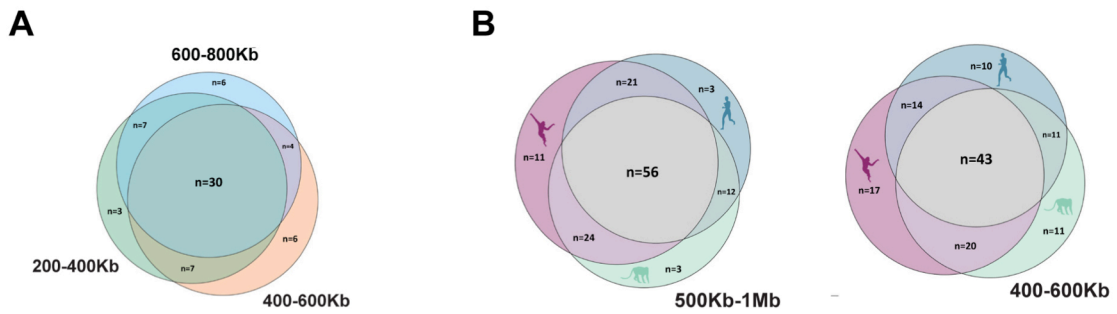 A
600-800Kb
n=6
n=7
n=4
n=30
n=3
n=6
n=7
200-400Kb
400-600Kb
B
n=21
n=3
n=11
n=56
n=12
n=24
n=3
500Kb-1Mb
n=10
n=14
n=11
n=43
n=17
n=11
n=20
400-600Kb